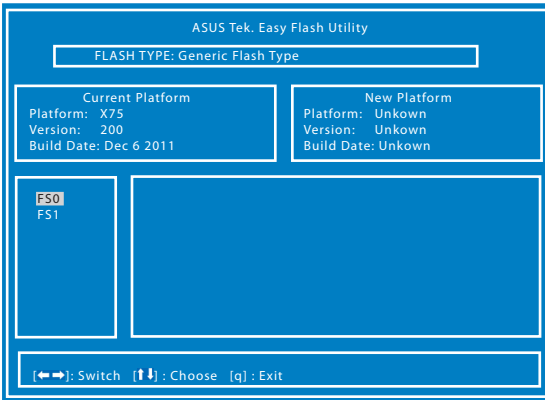 ASUS Tek. Easy Flash Utility
FLASH TYPE: Generic Flash Type
Current Platform
Platform: X75
Version: 200
Build Date: Dec 6 2011
New Platform
Platform: Unkown
Version: Unkown
Build Date: Unkown
FS0
FS1
[←→]: Switch [↑↓] : Choose [q] : Exit